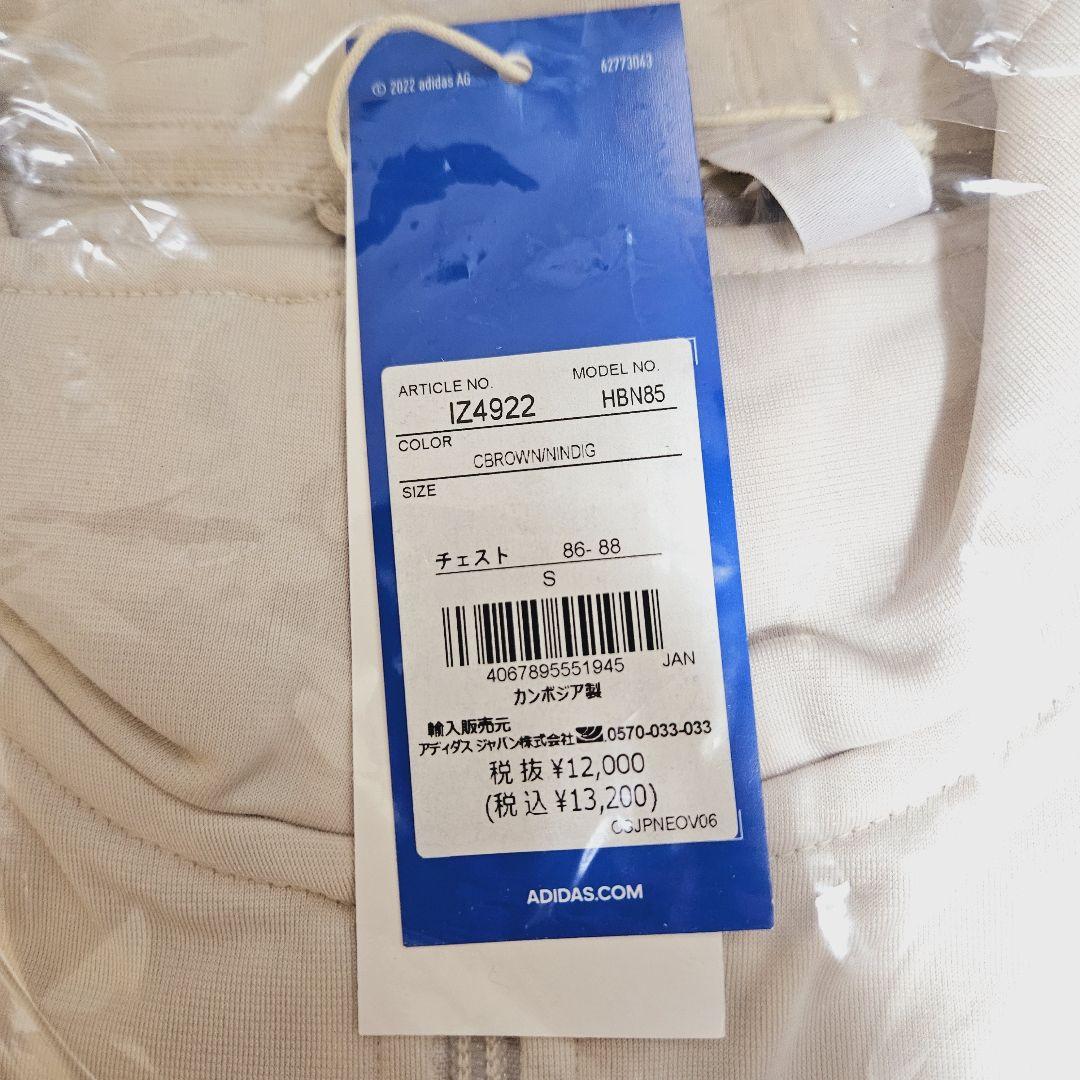 © 2022 adidas AG 62773043
ARTICLE NO. MODEL NO.
IZ4922 HBN85
COLOR
CBROWN/NINDIG
SIZE
チェスト 86- 88
S
4067895551945 JAN
カンボジア製
輸入販売元
アディダス ジャパン株式会社 0570-033-033
税抜 ¥12,000
(税込 ¥13,200)
CSJPNEOV06
ADIDAS.COM